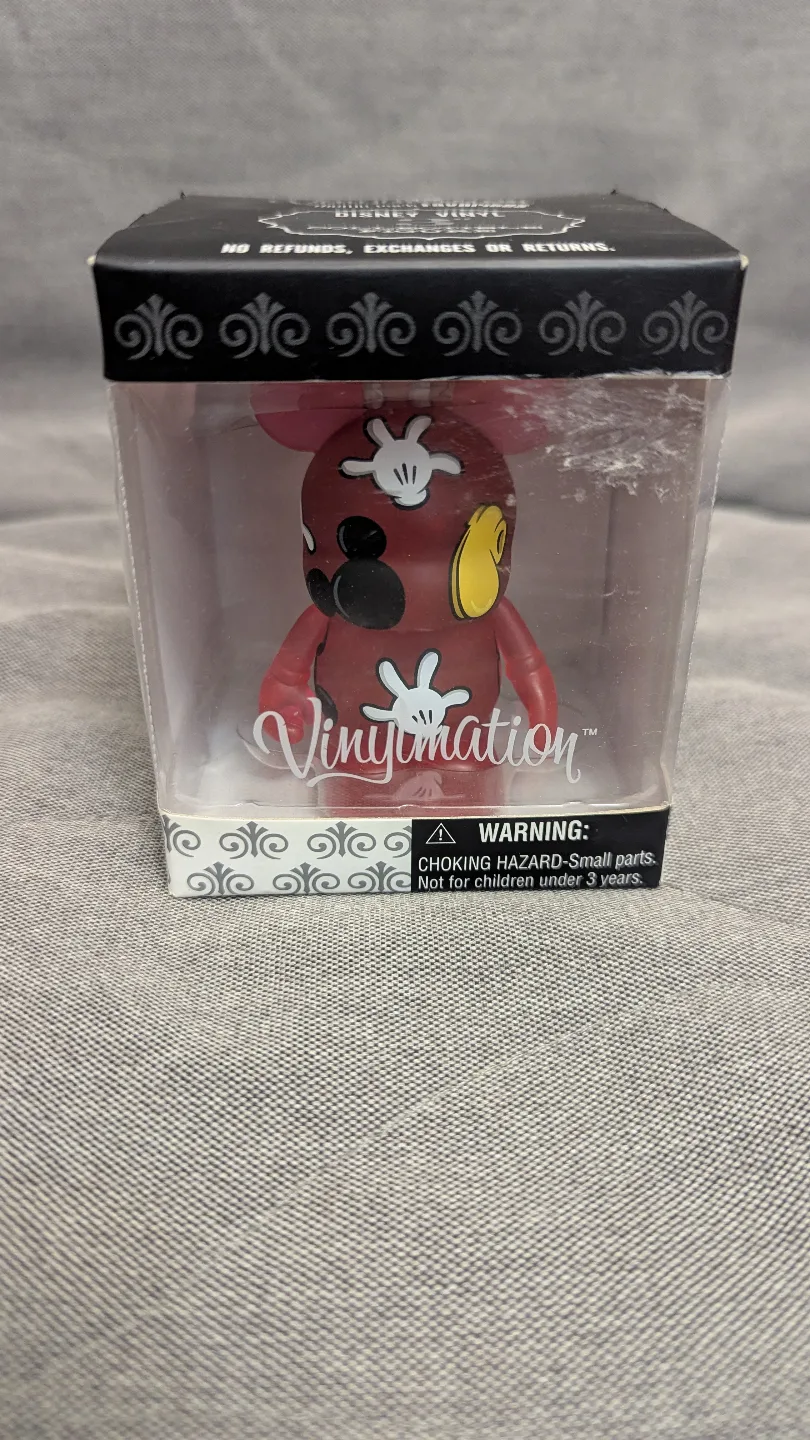 DISNEY VINYL
NO REFUNDS, EXCHANGES OR RETURNS.
Vinylmation™
WARNING:
CHOKING HAZARD-Small parts.
Not for children under 3 years.